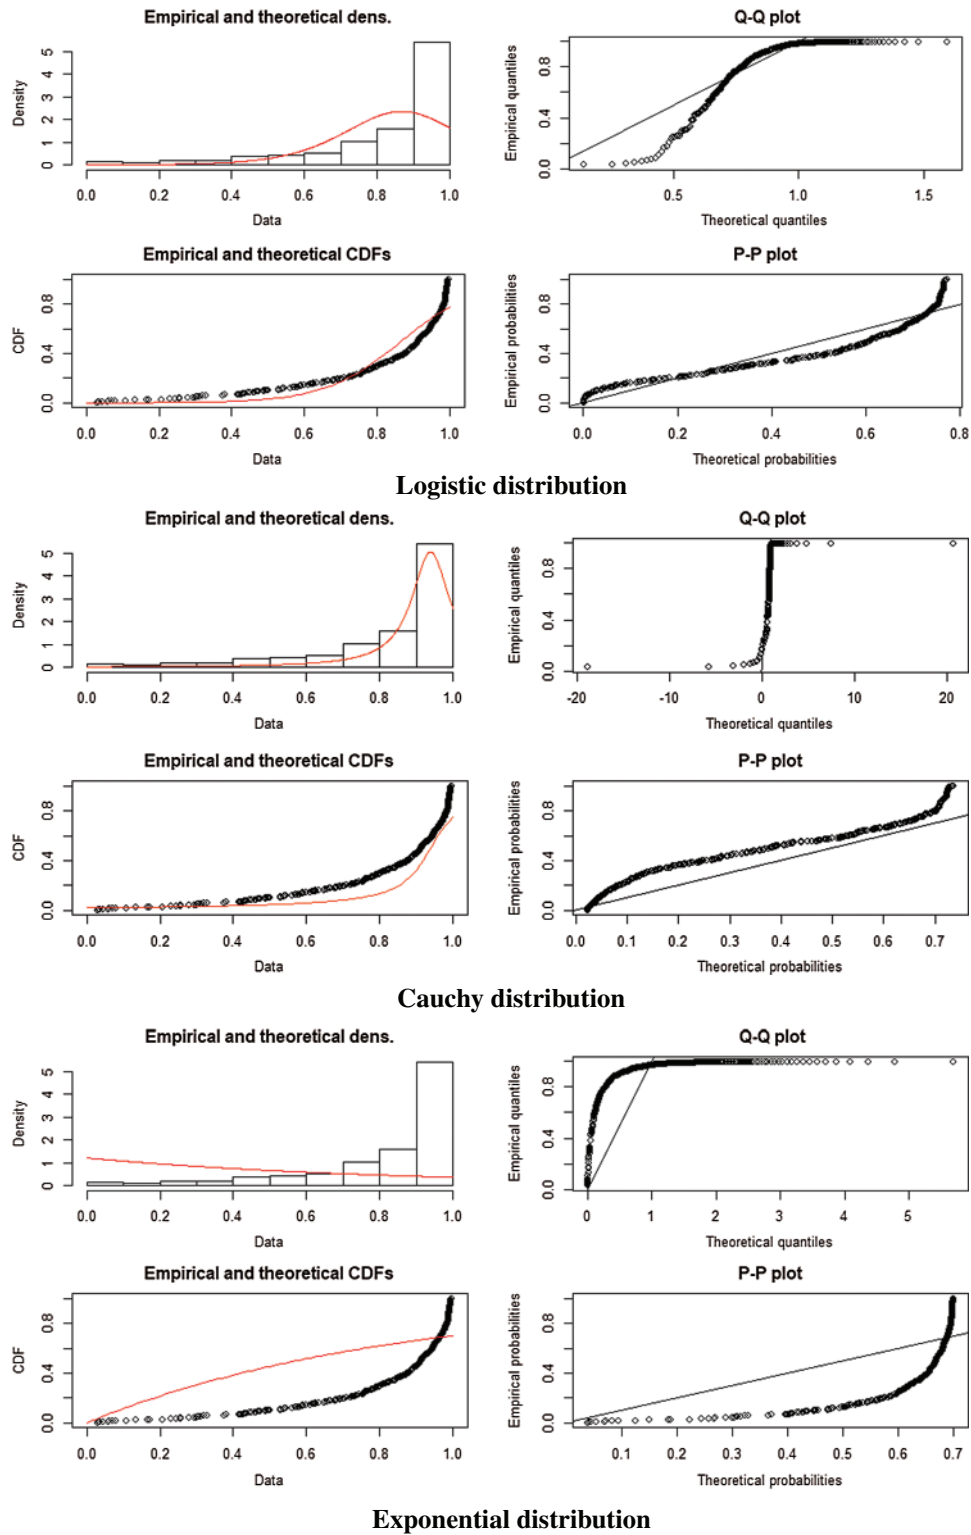 Empirical and theoretical dens.
Density
0 1 2 3 4 5
0.0 0.2 0.4 0.6 0.8 1.0
Data
Q-Q plot
Empirical quantiles
0.0 0.4 0.8
0.5 1.0 1.5
Theoretical quantiles
Empirical and theoretical CDFs
CDF
0.0 0.4 0.8
0.0 0.2 0.4 0.6 0.8 1.0
Data
P-P plot
Empirical probabilities
0.0 0.4 0.8
0.0 0.2 0.4 0.6 0.8
Theoretical probabilities
Logistic distribution
Empirical and theoretical dens.
Density
0 1 2 3 4 5
0.0 0.2 0.4 0.6 0.8 1.0
Data
Q-Q plot
Empirical quantiles
0.0 0.4 0.8
-20 -10 0 10 20
Theoretical quantiles
Empirical and theoretical CDFs
CDF
0.0 0.4 0.8
0.0 0.2 0.4 0.6 0.8 1.0
Data
P-P plot
Empirical probabilities
0.0 0.4 0.8
0.0 0.1 0.2 0.3 0.4 0.5 0.6 0.7
Theoretical probabilities
Cauchy distribution
Empirical and theoretical dens.
Density
0 1 2 3 4 5
0.0 0.2 0.4 0.6 0.8 1.0
Data
Q-Q plot
Empirical quantiles
0.0 0.4 0.8
0 1 2 3 4 5
Theoretical quantiles
Empirical and theoretical CDFs
CDF
0.0 0.4 0.8
0.0 0.2 0.4 0.6 0.8 1.0
Data
P-P plot
Empirical probabilities
0.0 0.4 0.8
0.1 0.2 0.3 0.4 0.5 0.6 0.7
Theoretical probabilities
Exponential distribution